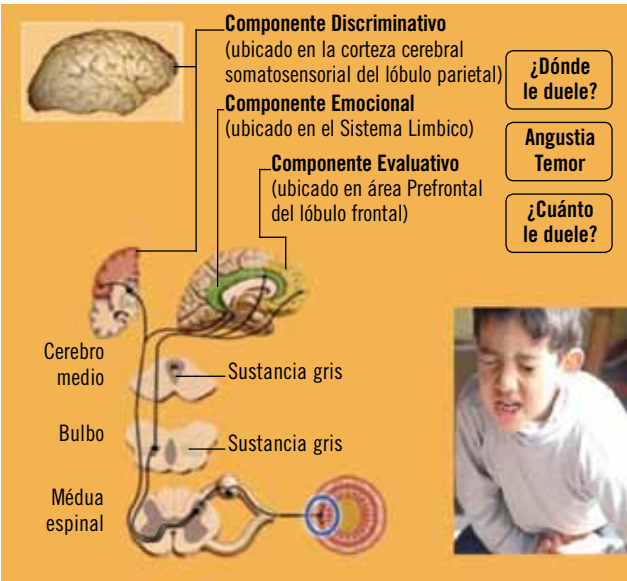 Componente Discriminativo
(ubicado en la corteza cerebral
somatosensorial del lóbulo parietal)
¿Dónde
le duele?
Componente Emocional
(ubicado en el Sistema Limbico)
Angustia
Temor
Componente Evaluativo
(ubicado en área Prefrontal
del lóbulo frontal)
¿Cuánto
le duele?
Cerebro
medio
Sustancia gris
Bulbo
Sustancia gris
Médua
espinal